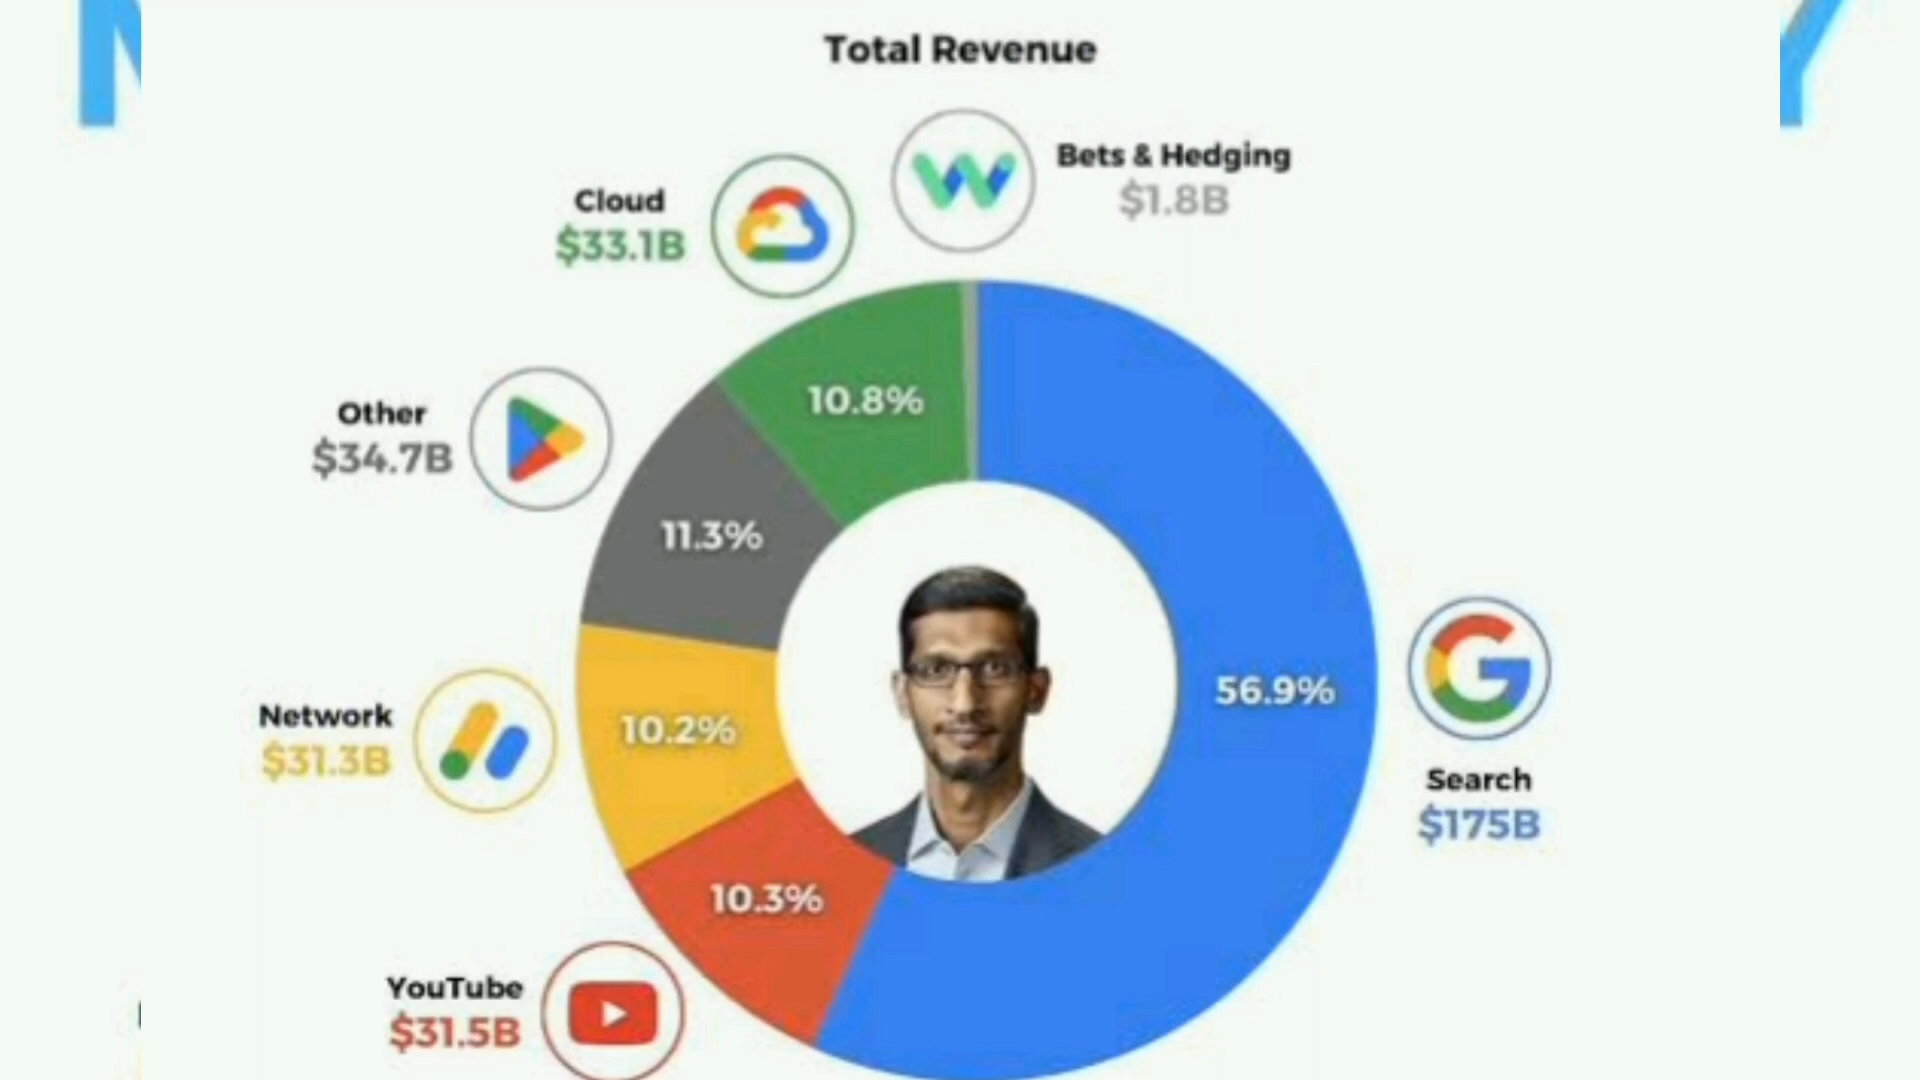 Total Revenue
Bets & Hedging
$1.8B
Cloud
$33.1B
10.8%
Other
$34.7B
11.3%
56.9%
Search
$175B
Network
$31.3B
10.2%
10.3%
YouTube
$31.5B